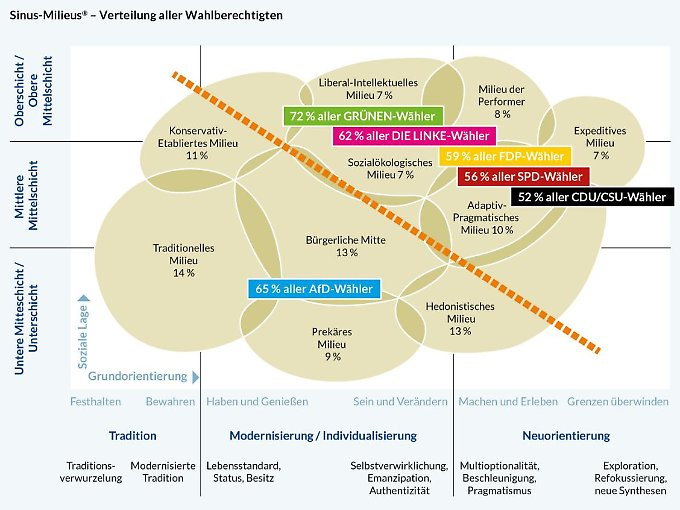 Sinus-Milieus® – Verteilung aller Wahlberechtigten
Oberschicht /
Obere
Mittelschicht
Mittlere
Mittelschicht
Untere Mitteschicht /
Unterschicht
Liberal-Intellektuelles
Milieu 7 %
Milieu der
Performer
8 %
72 % aller GRÜNEN-Wähler
Konservativ-
Etabliertes Milieu
11 %
62 % aller DIE LINKE-Wähler
Expeditives
Milieu
7 %
59 % aller FDP-Wähler
Sozialökologisches
Milieu 7 %
56 % aller SPD-Wähler
52 % aller CDU/CSU-Wähler
Adaptiv-
Pragmatisches
Milieu 10 %
Traditionelles
Milieu
14 %
Bürgerliche Mitte
13 %
65 % aller AfD-Wähler
Hedonistisches
Milieu
13 %
Prekäres
Milieu
9 %
Soziale Lage
Grundorientierung
Festhalten
Bewahren
Haben und Genießen
Sein und Verändern
Machen und Erleben
Grenzen überwinden
Tradition
Modernisierung / Individualisierung
Neuorientierung
Traditions-
verwurzelung
Modernisierte
Tradition
Lebensstandard,
Status, Besitz
Selbstverwirklichung,
Emanzipation,
Authentizität
Multioptionalität,
Beschleunigung,
Pragmatismus
Exploration,
Refokussierung,
neue Synthesen